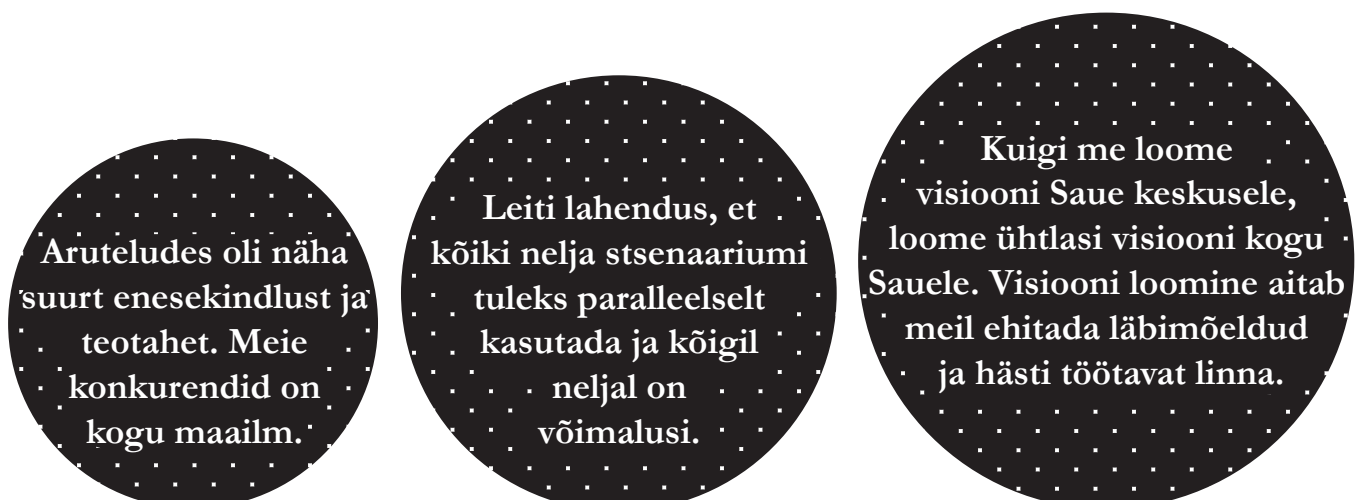 Aruteludes oli näha
suurt enesekindlust ja
teotahet. Meie
konkurendid on
kogu maailm.
Leiti lahendus, et
kõiki nelja stsenaariumi
tuleks paralleelselt
kasutada ja kõigil
neljal on
võimalusi.
Kuigi me loome
visiooni Saue keskusele,
loome ühtlasi visiooni kogu
Sauele. Visiooni loomine aitab
meil ehitada läbimõeldud
ja hästi töötavat linna.